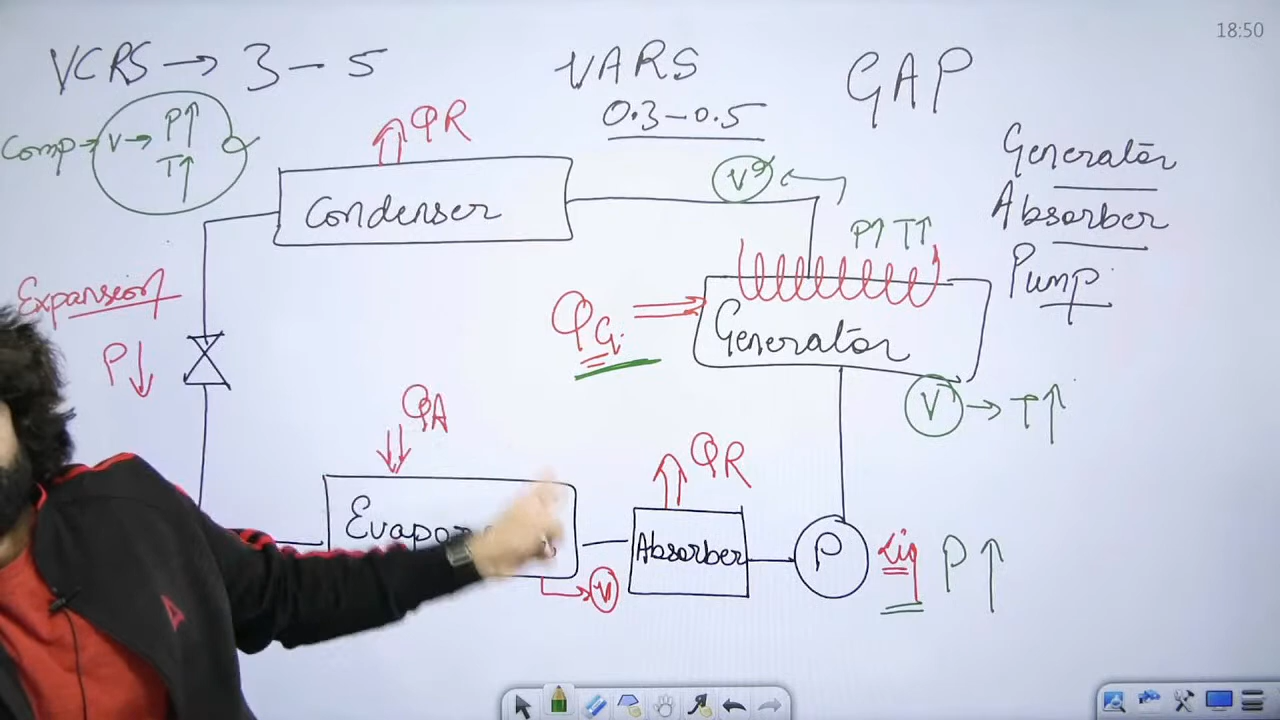 18:50
VCRS → 3 - 5
VARS
0.3-0.5
GAP
Generator
Absorber
Pump
Comp → V → P↑
T↑
QR
Condenser
V
P↑ T↑
Expansion
P↓
QG
Generator
V → T↑
QA
QR
Absorber
P
Liq P↑
V